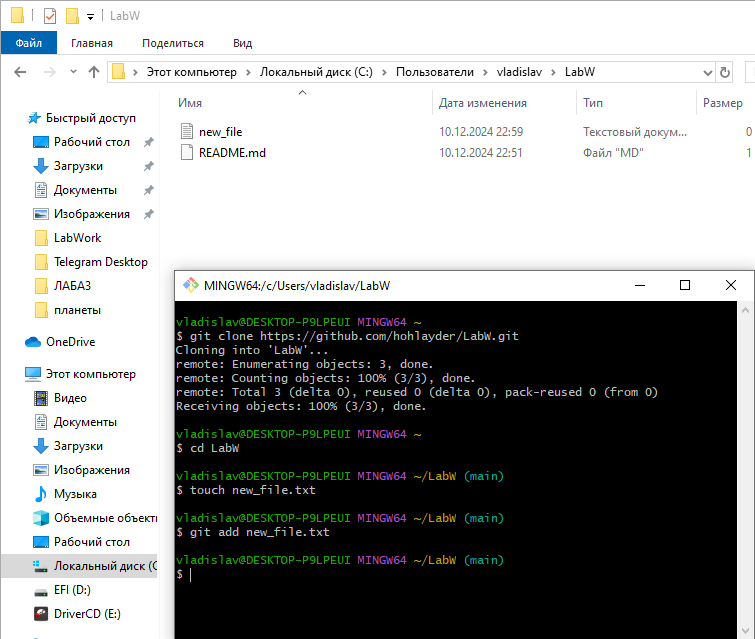 LabW
Файл Главная Поделиться Вид
Этот компьютер > Локальный диск (C:) > Пользователи > vladislav > LabW
Имя Дата изменения Тип Размер
new_file 10.12.2024 22:59 Текстовый докум... 0
README.md 10.12.2024 22:51 Файл "MD" 1
Быстрый доступ
Рабочий стол
Загрузки
Документы
Изображения
LabWork
Telegram Desktop
ЛАБА3
планеты
OneDrive
Этот компьютер
Видео
Документы
Загрузки
Изображения
Музыка
Объемные объекты
Рабочий стол
Локальный диск (C
EFI (D:)
DriverCD (E:)
MINGW64:/c/Users/vladislav/LabW
vladislav@DESKTOP-P9LPEUI MINGW64 ~
$ git clone https://github.com/hohlayder/LabW.git
Cloning into 'LabW'...
remote: Enumerating objects: 3, done.
remote: Counting objects: 100% (3/3), done.
remote: Total 3 (delta 0), reused 0 (delta 0), pack-reused 0 (from 0)
Receiving objects: 100% (3/3), done.
vladislav@DESKTOP-P9LPEUI MINGW64 ~
$ cd LabW
vladislav@DESKTOP-P9LPEUI MINGW64 ~/LabW (main)
$ touch new_file.txt
vladislav@DESKTOP-P9LPEUI MINGW64 ~/LabW (main)
$ git add new_file.txt
vladislav@DESKTOP-P9LPEUI MINGW64 ~/LabW (main)
$